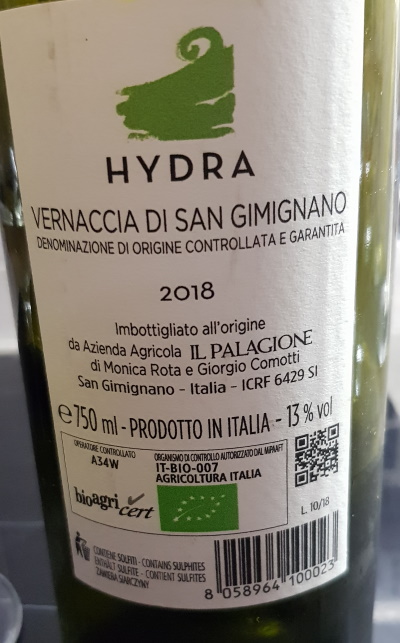 HYDRA
VERNACCIA DI SAN GIMIGNANO
DENOMINAZIONE DI ORIGINE CONTROLLATA E GARANTITA
2018
Imbottigliato all'origine
da Azienda Agricola IL PALAGIONE
di Monica Rota e Giorgio Comotti
San Gimignano - Italia - ICRF 6429 SI
e 750 ml - PRODOTTO IN ITALIA - 13 % vol
OPERATORE CONTROLLATO
A34W
ORGANISMO DI CONTROLLO AUTORIZZATO DAL MIPAAFT
IT-BIO-007
AGRICOLTURA ITALIA
bioagricert
L. 10/18
CONTIENE SOLFITI - CONTAINS SULPHITES
ENTHÄLT SULFITE - CONTIENT SULFITES
ZAWIERA SIARCZYNY
8 058964 100023